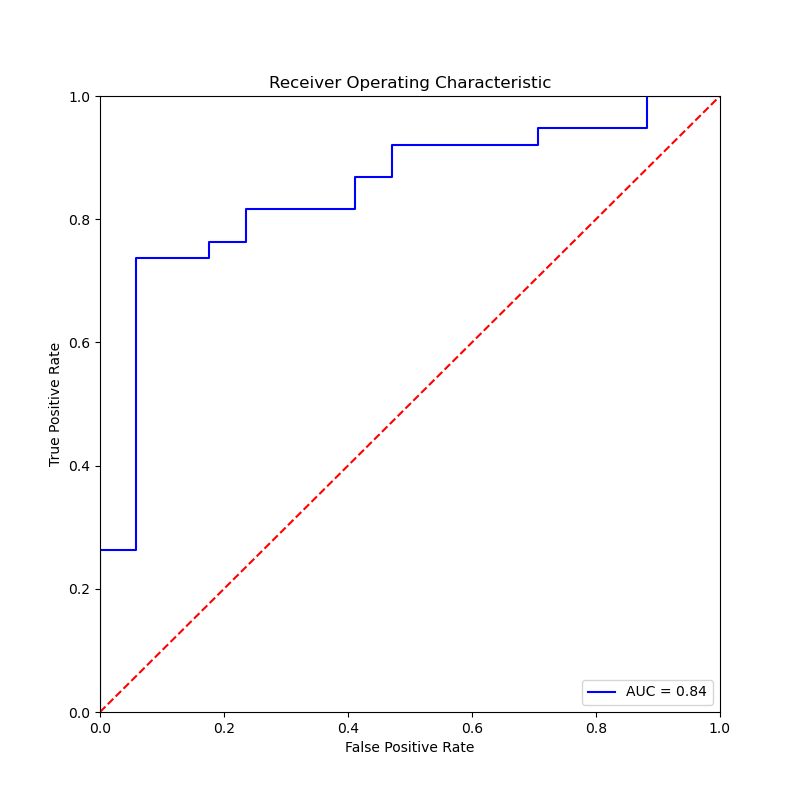 Receiver Operating Characteristic
1.0
0.8
0.6
0.4
0.2
0.0
True Positive Rate
AUC = 0.84
0.0 0.2 0.4 0.6 0.8 1.0
False Positive Rate